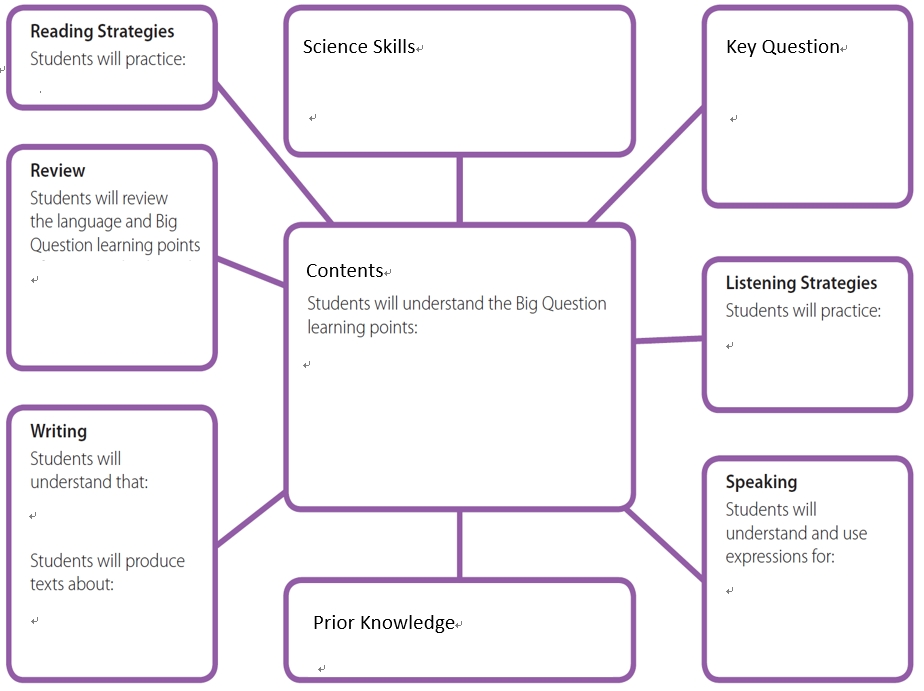 Reading Strategies
Students will practice:
Science Skills↵
↵
Key Question↵
↵
Review
Students will review
the language and Big
Question learning points
↵
Contents↵
Students will understand the Big Question
learning points:
↵
Listening Strategies
Students will practice:
↵
Writing
Students will
understand that:
↵
Students will produce
texts about:
↵
Speaking
Students will
understand and use
expressions for:
↵
Prior Knowledge↵
↵